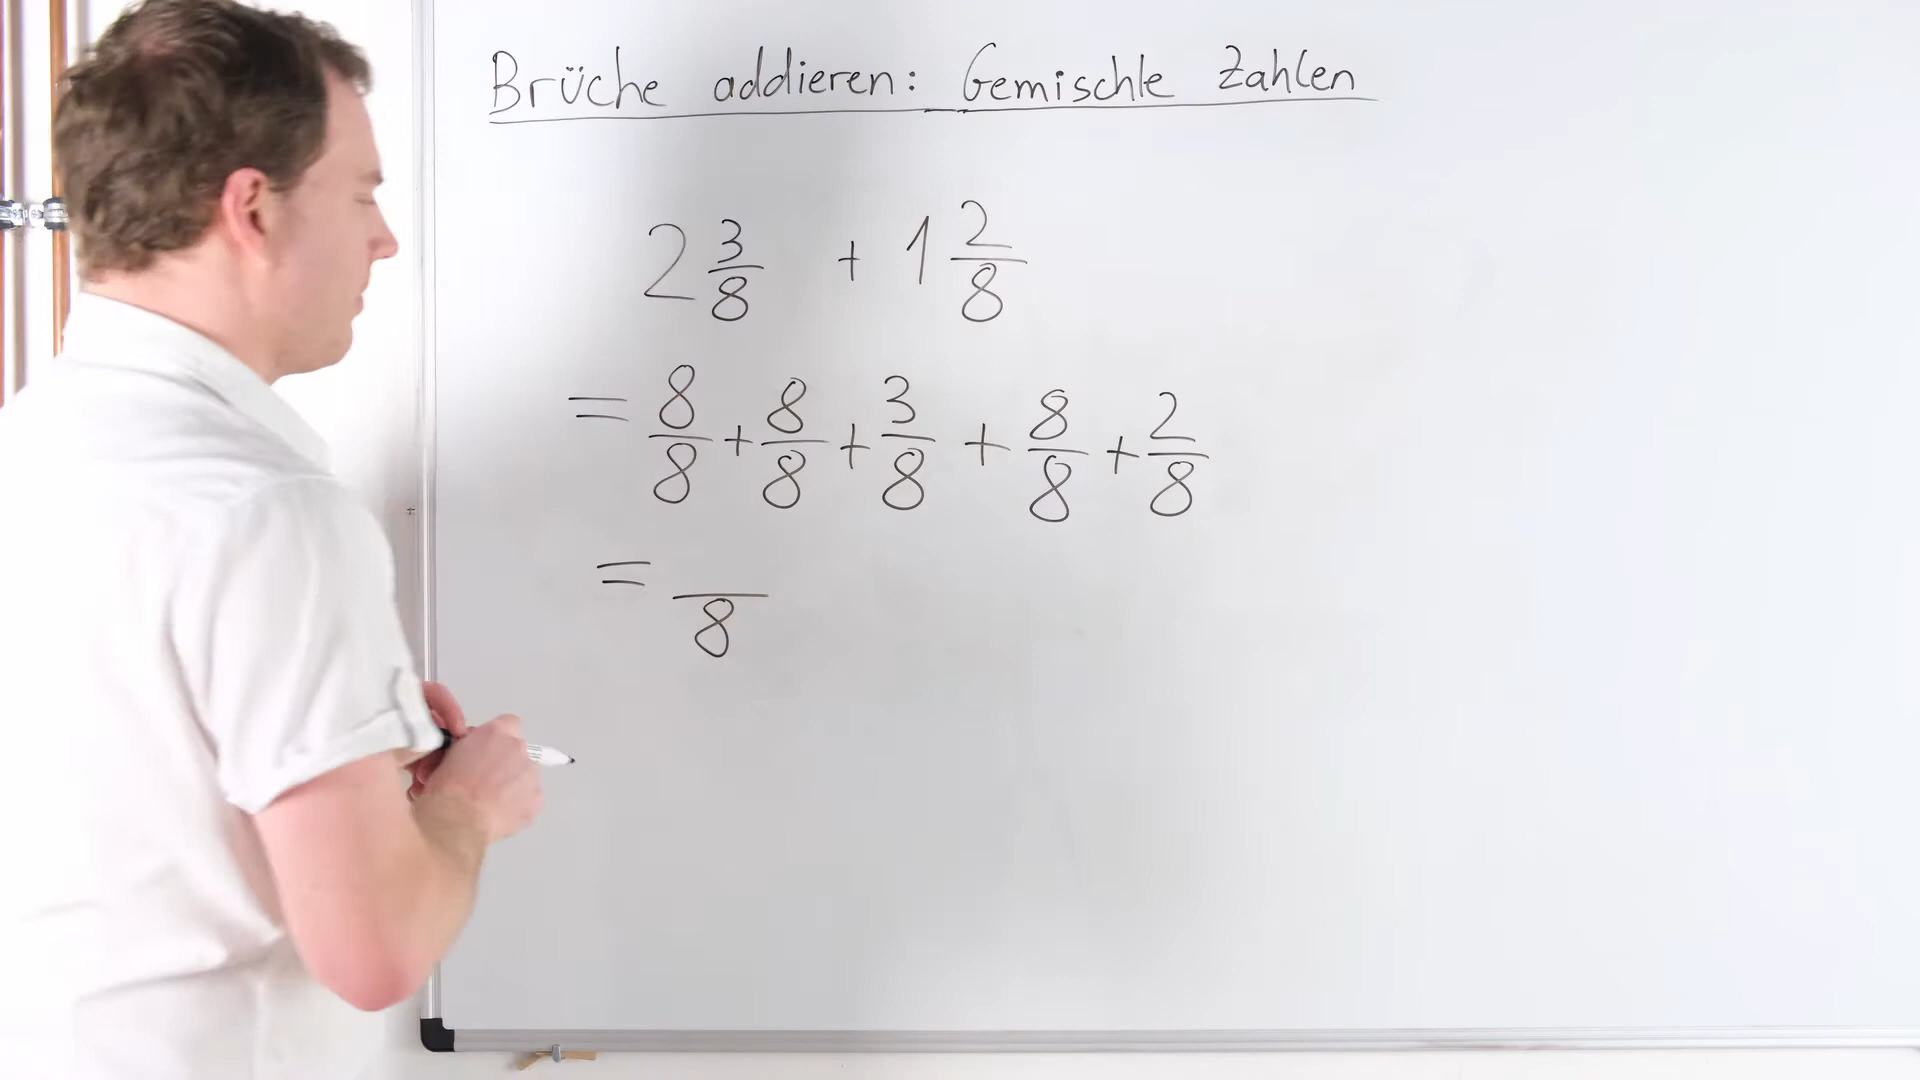 Brüche addieren: Gemischte Zahlen
2 3/8 + 1 2/8
= 8/8 + 8/8 + 3/8 + 8/8 + 2/8
= /8